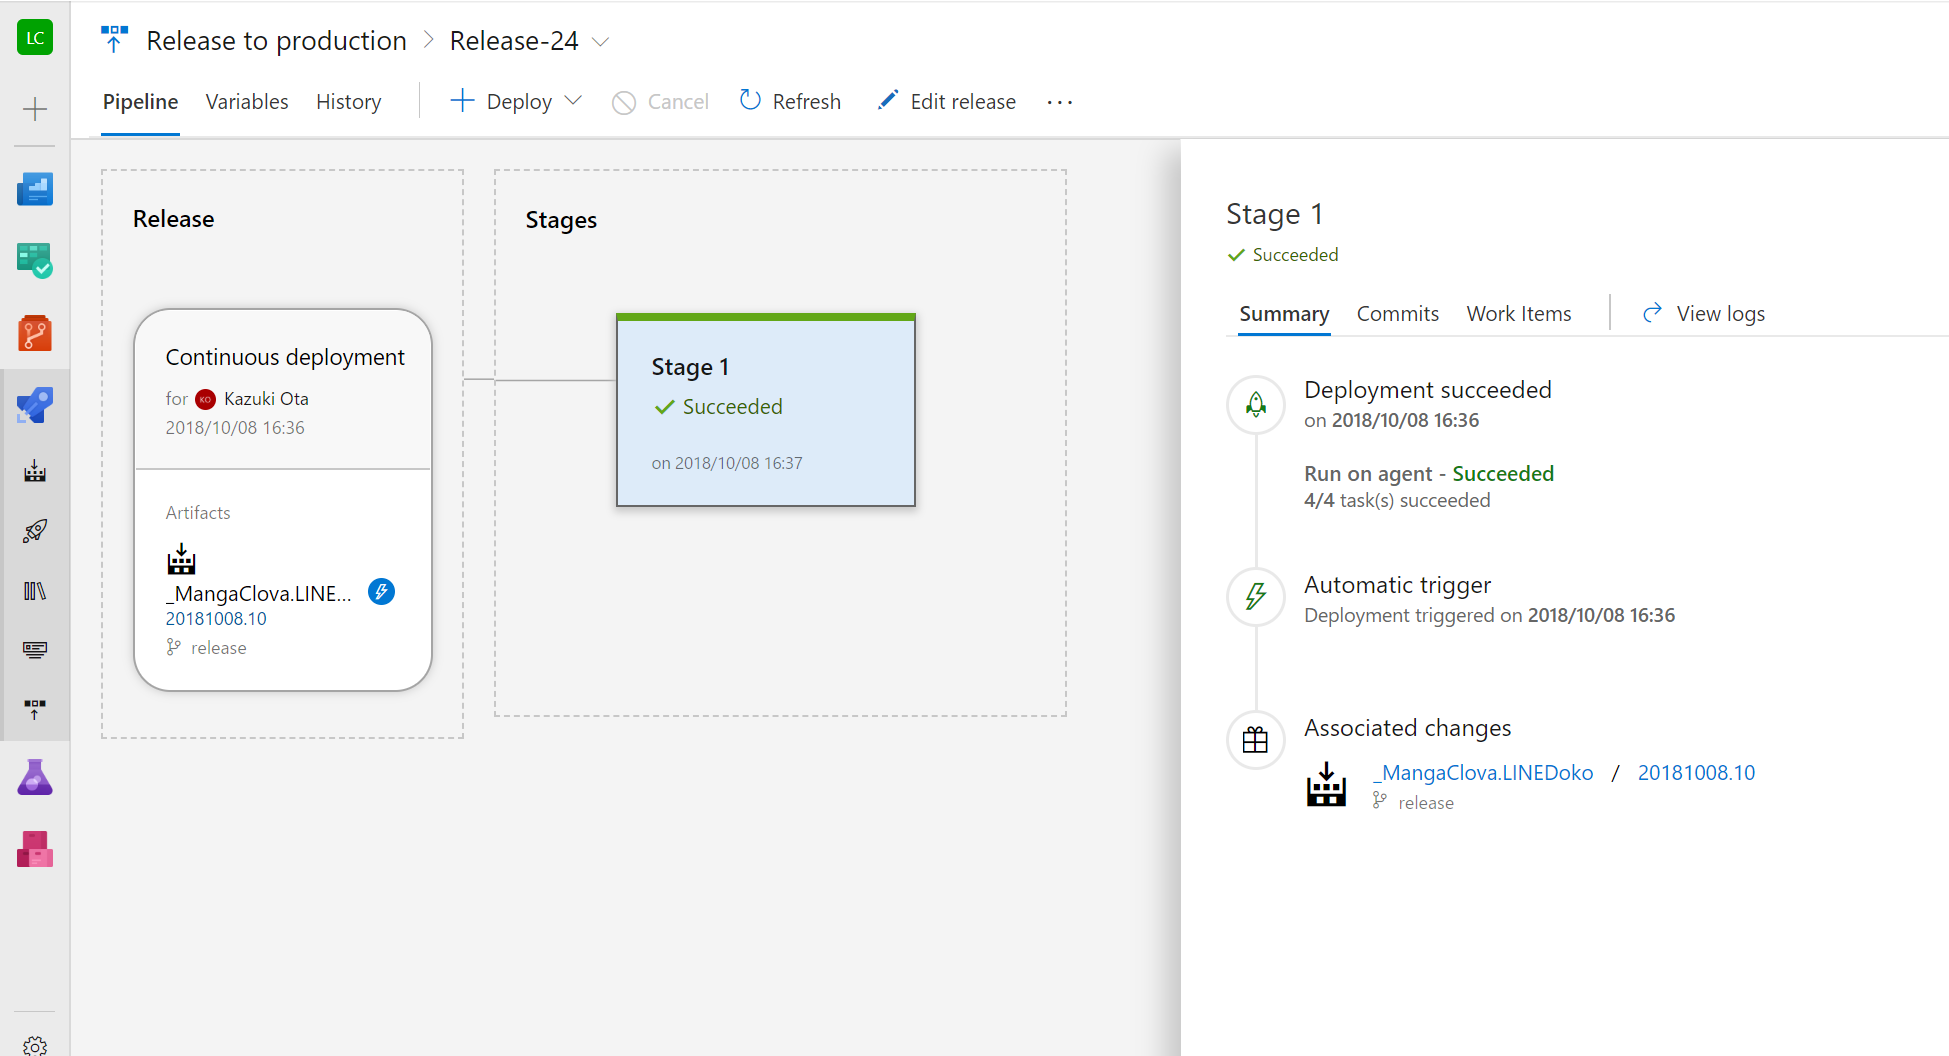 LC
Release to production > Release-24
Pipeline Variables History Deploy Cancel Refresh Edit release ...
Release
Continuous deployment
for KO Kazuki Ota
2018/10/08 16:36
Artifacts
_MangaClova.LINE...
20181008.10
release
Stages
Stage 1
Succeeded
on 2018/10/08 16:37
Stage 1
Succeeded
Summary Commits Work Items View logs
Deployment succeeded
on 2018/10/08 16:36
Run on agent - Succeeded
4/4 task(s) succeeded
Automatic trigger
Deployment triggered on 2018/10/08 16:36
Associated changes
_MangaClova.LINEDoko / 20181008.10
release